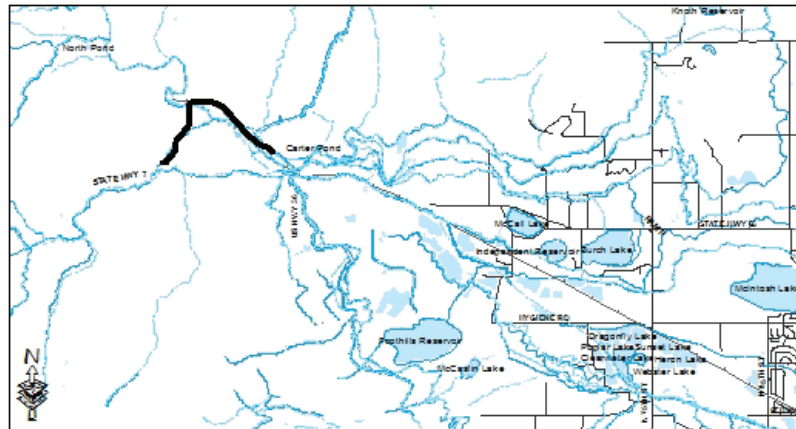 Knoth Reservoir
North Pond
Carter Pond
STATE HWY 7
US HWY 36
McCall Lake
STATE HWY 66
Independent Reservoir
Burch Lake
McIntosh Lake
HYGIENE RD
Dragonfly Lake
Foothills Reservoir
Poplar Lake
Sunset Lake
Clearwater Lake
Heron Lake
McCaslin Lake
Webster Lake
N 75TH ST
N